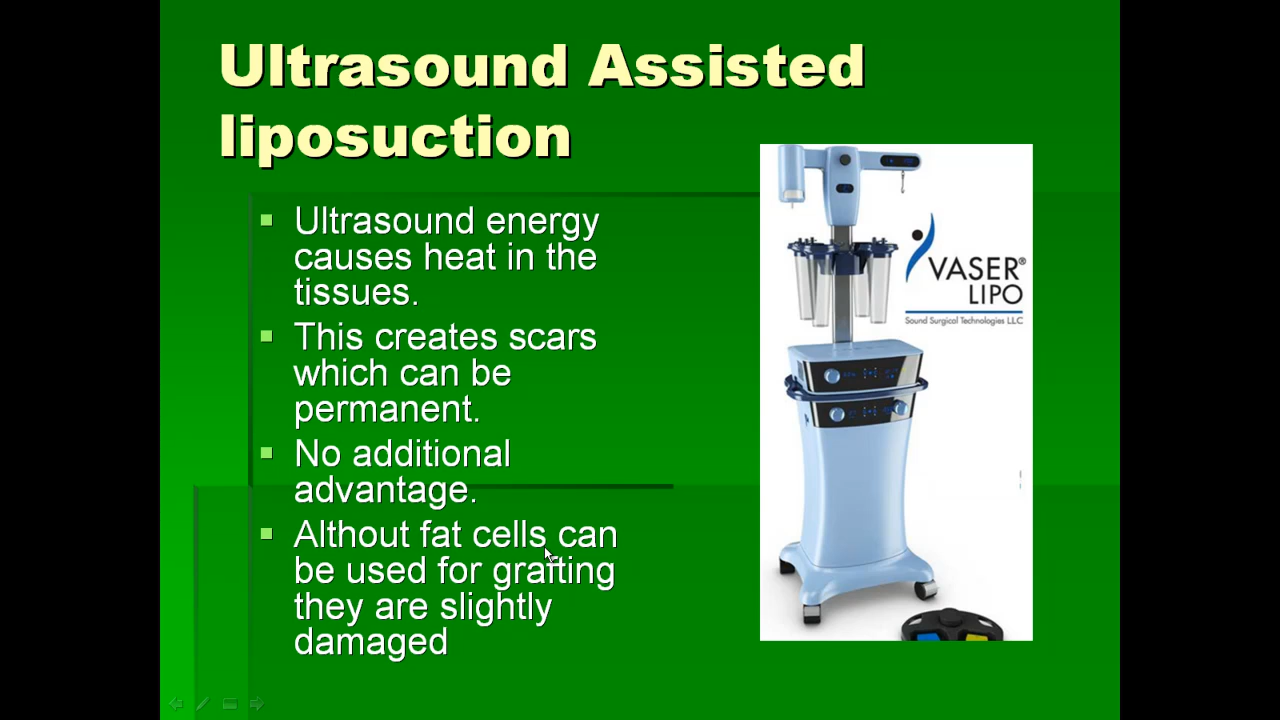 Ultrasound Assisted
liposuction
Ultrasound energy
causes heat in the
tissues.
This creates scars
which can be
permanent.
No additional
advantage.
Althout fat cells can
be used for grafting
they are slightly
damaged
VASER®
LIPO
Sound Surgical Technologies LLC